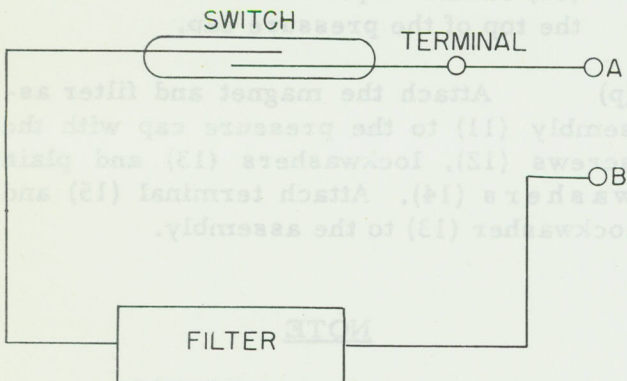 SWITCH
TERMINAL
A
B
FILTER
the top of the pressure cap.
p) Attach the magnet and filter as-
sembly (11) to the pressure cap with the
screws (12), lockwashers (13) and plain
washers (14). Attach terminal (15) and
lockwasher (13) to the assembly.
NOTE